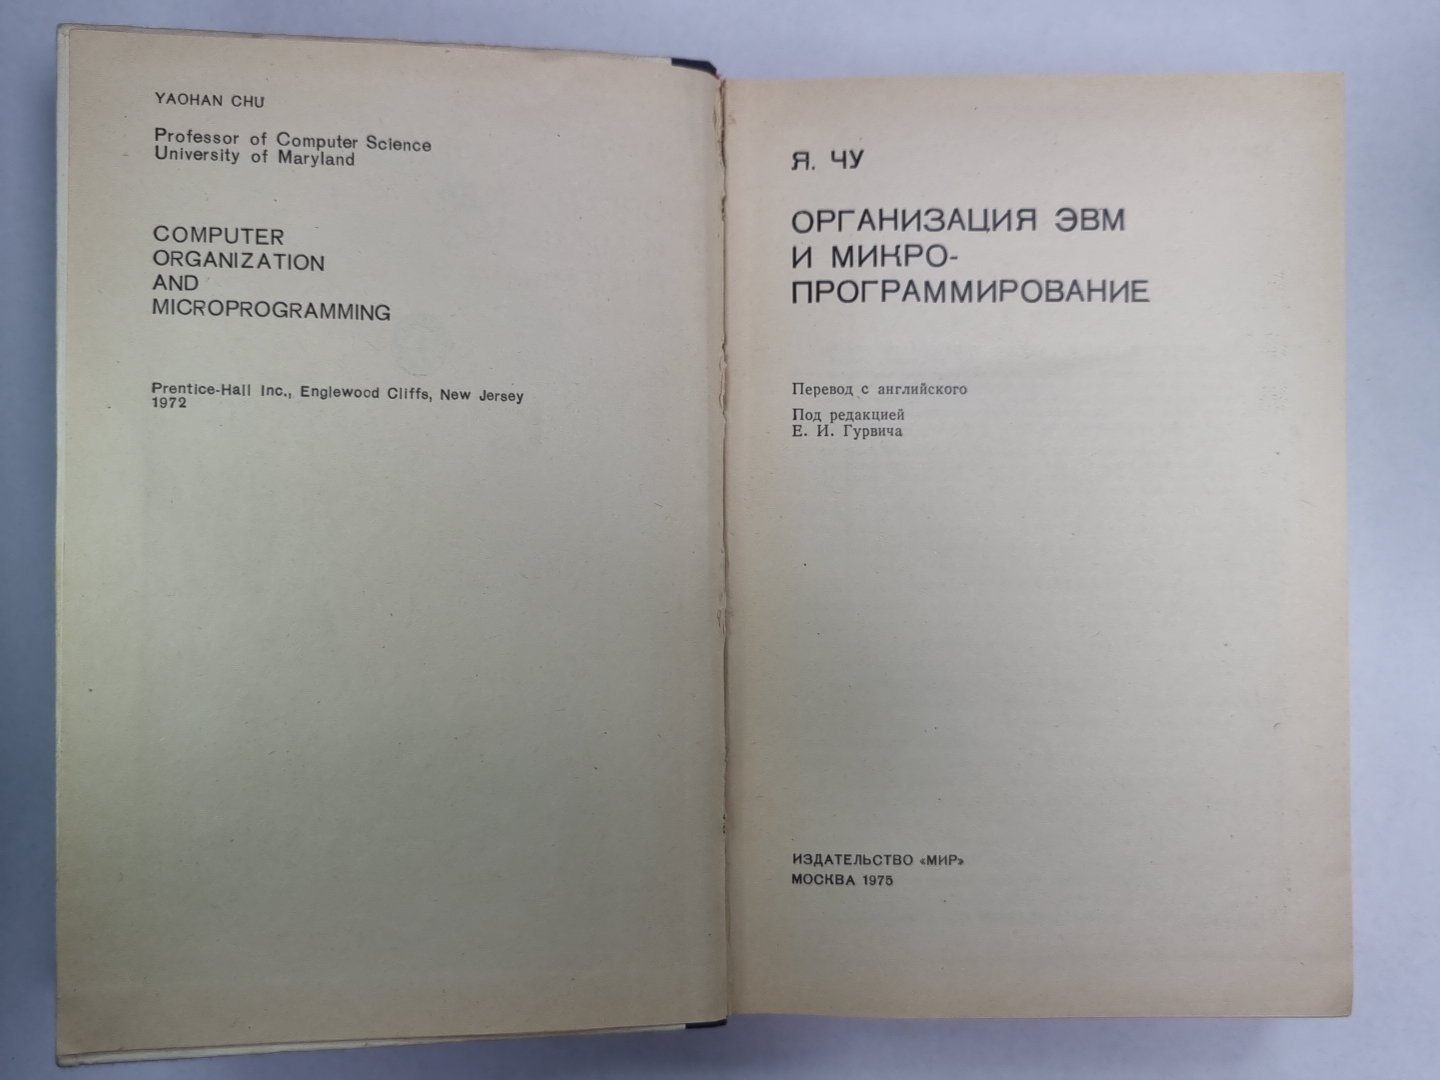 YAOHAN CHU
Professor of Computer Science
University of Maryland
COMPUTER
ORGANIZATION
AND
MICROPROGRAMMING
Prentice-Hall Inc., Englewood Cliffs, New Jersey
1972
Я. ЧУ
ОРГАНИЗАЦИЯ ЭВМ
И МИКРО-
ПРОГРАММИРОВАНИЕ
Перевод с английского
Под редакцией
Е. И. Гурвича
ИЗДАТЕЛЬСТВО «МИР»
МОСКВА 1975